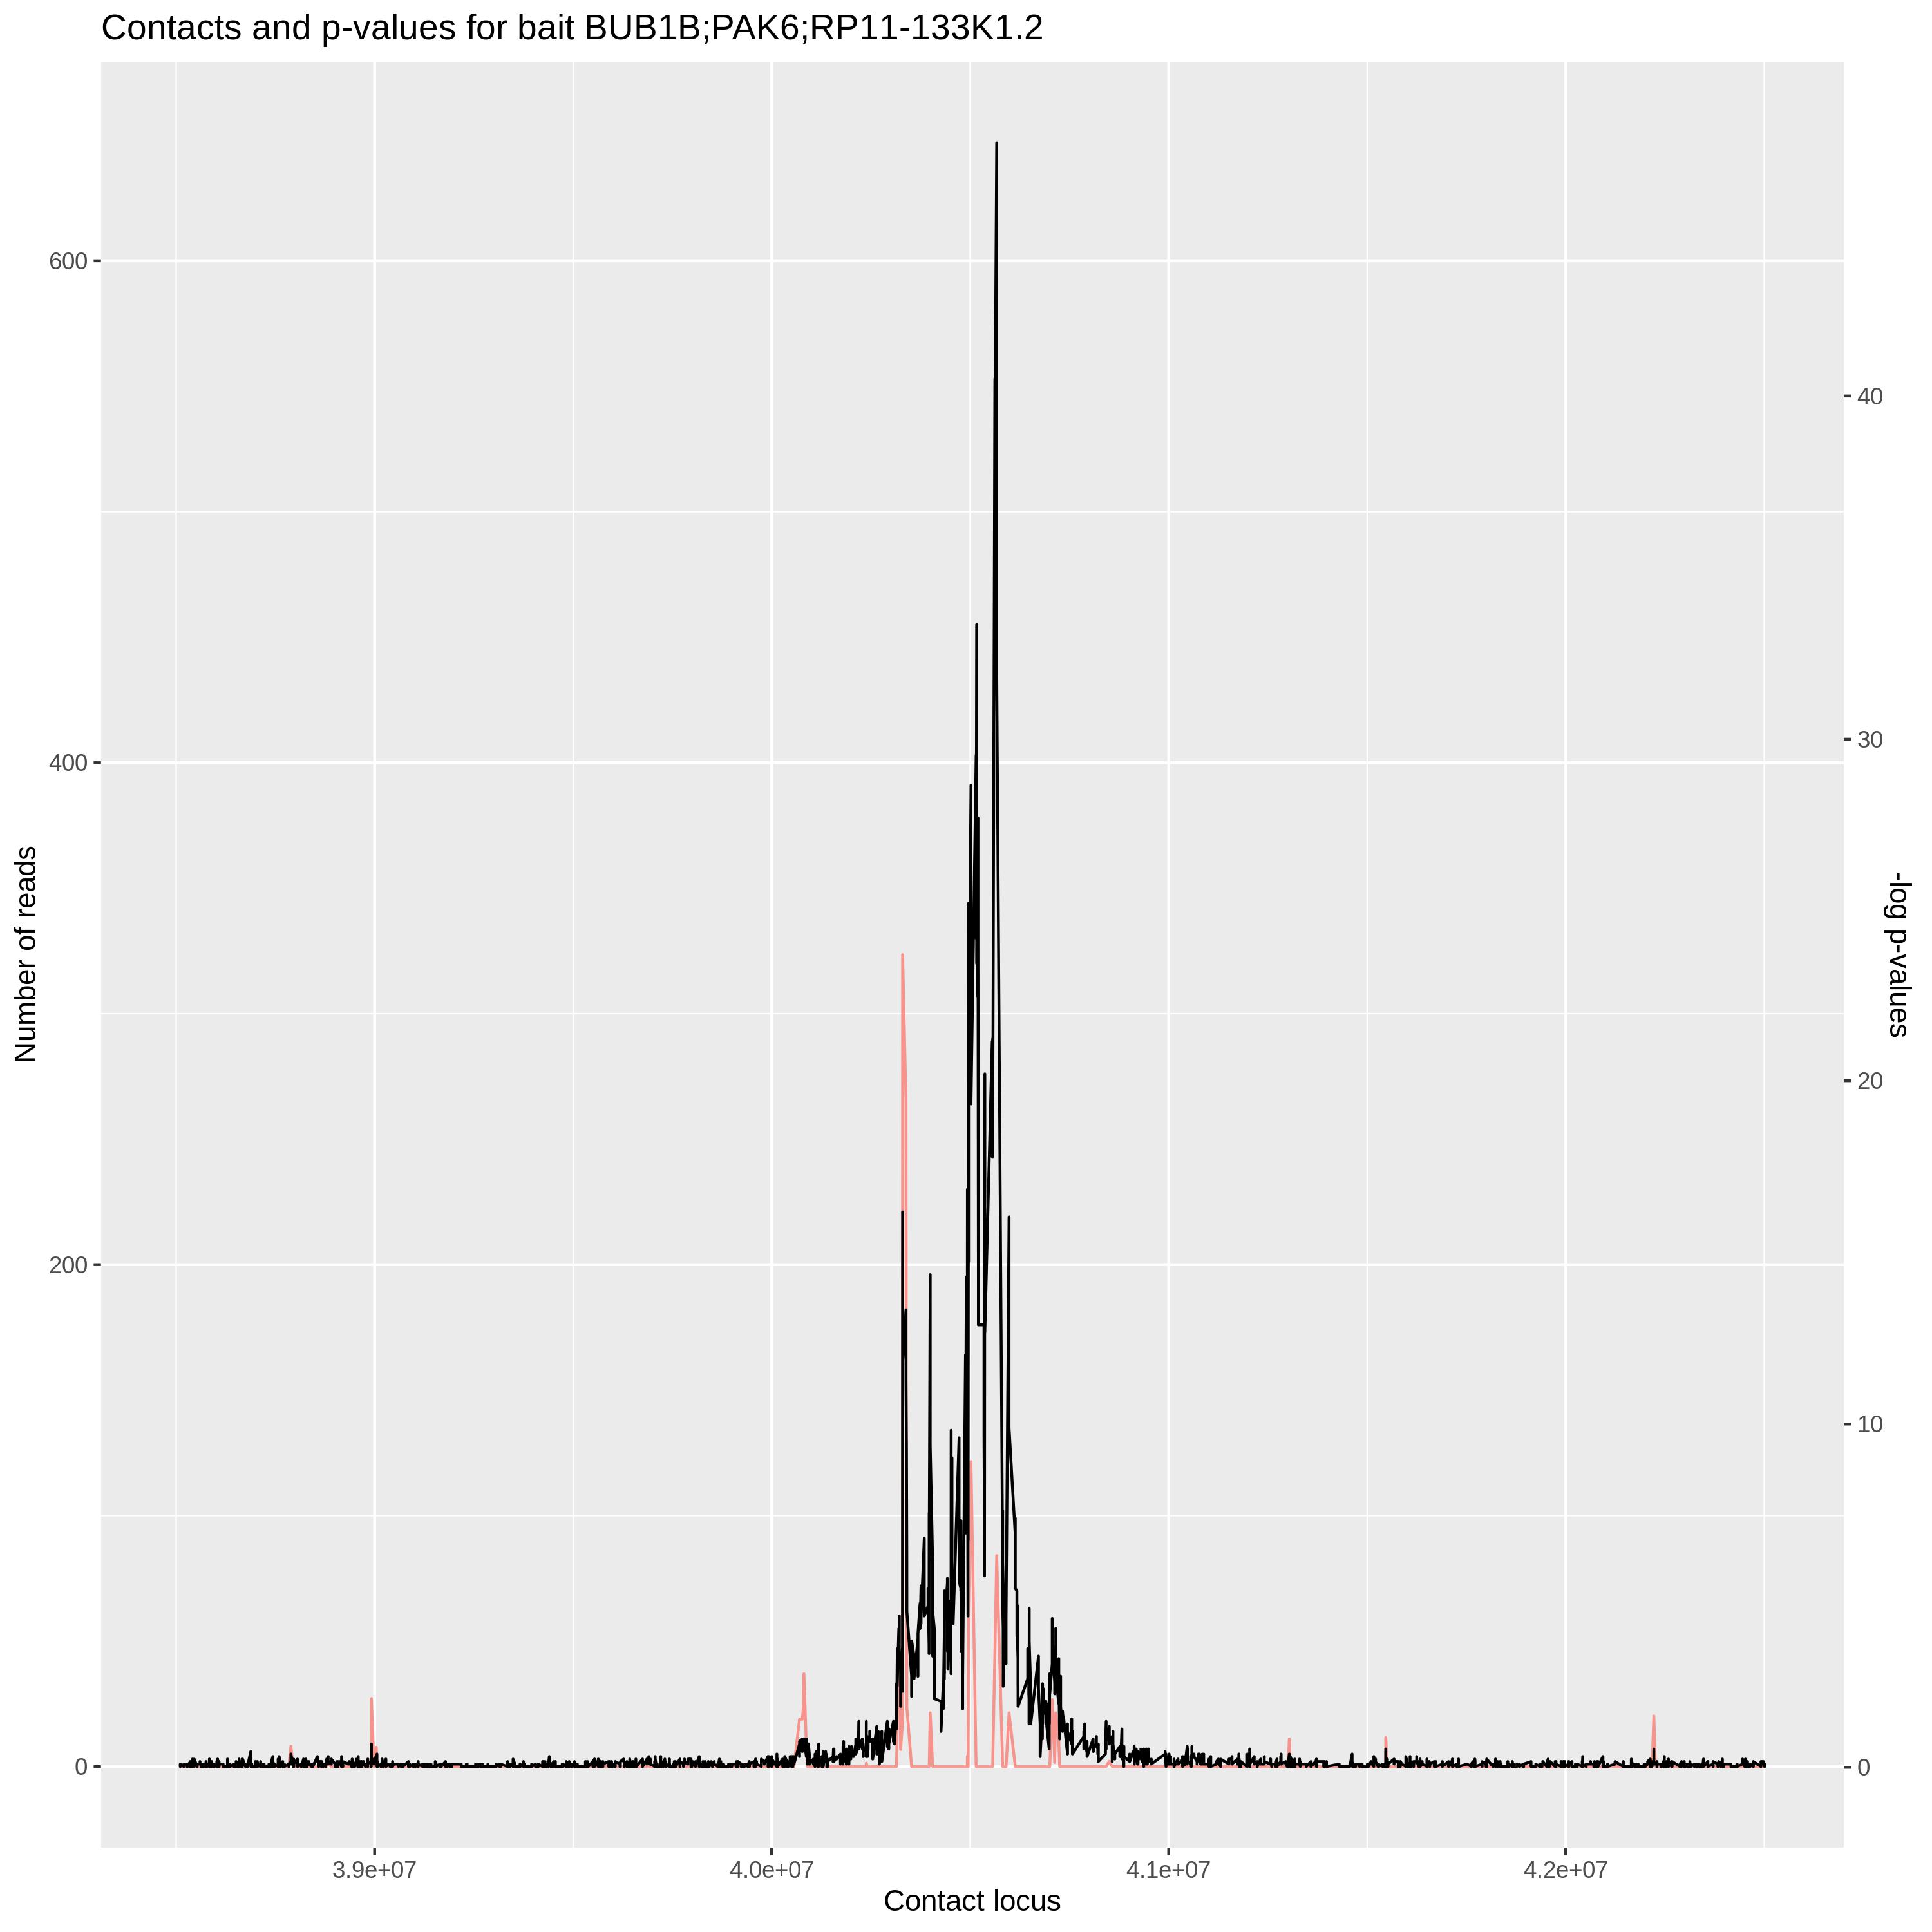 Contacts and p-values for bait BUB1B;PAK6;RP11-133K1.2
600
400
200
0
Number of reads
40
30
20
10
0
-log p-values
3.9e+07
4.0e+07
4.1e+07
4.2e+07
Contact locus